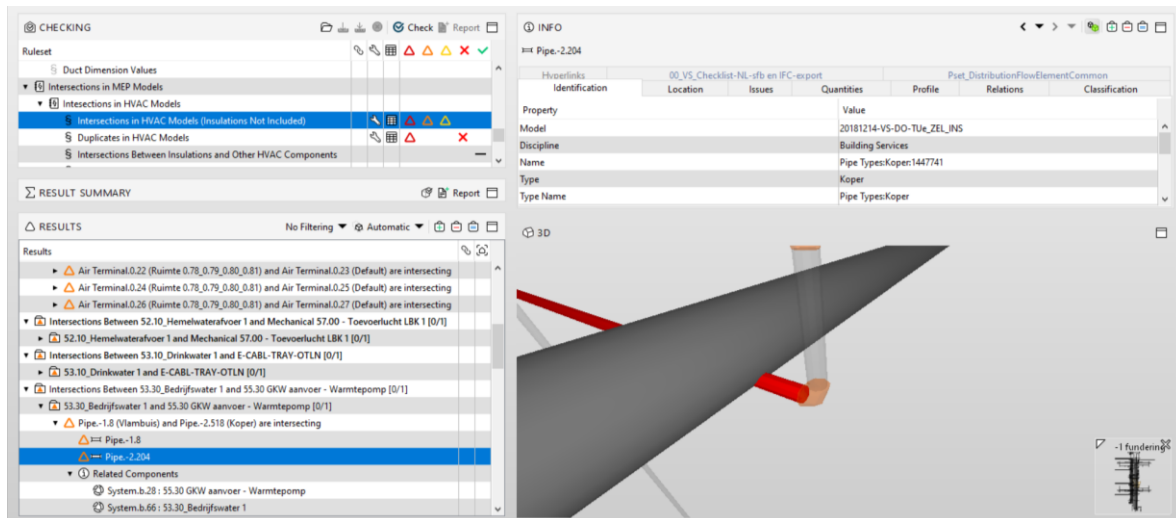 CHECKING
Check
Report
Ruleset
§ Duct Dimension Values
Intersections in MEP Models
Intesections in HVAC Models
§ Intersections in HVAC Models (Insulations Not Included)
§ Duplicates in HVAC Models
§ Intersections Between Insulations and Other HVAC Components
RESULT SUMMARY
Report
RESULTS
No Filtering
Automatic
Results
Air Terminal.0.22 (Ruimte 0.78_0.79_0.80_0.81) and Air Terminal.0.23 (Default) are intersecting
Air Terminal.0.24 (Ruimte 0.78_0.79_0.80_0.81) and Air Terminal.0.25 (Default) are intersecting
Air Terminal.0.26 (Ruimte 0.78_0.79_0.80_0.81) and Air Terminal.0.27 (Default) are intersecting
Intersections Between 52.10_Hemelwaterafvoer 1 and Mechanical 57.00 - Toevoerlucht LBK 1 [0/1]
52.10_Hemelwaterafvoer 1 and Mechanical 57.00 - Toevoerlucht LBK 1 [0/1]
Intersections Between 53.10_Drinkwater 1 and E-CABL-TRAY-OTLN [0/1]
53.10_Drinkwater 1 and E-CABL-TRAY-OTLN [0/1]
Intersections Between 53.30_Bedrijfswater 1 and 55.30 GKW aanvoer - Warmtepomp [0/1]
53.30_Bedrijfswater 1 and 55.30 GKW aanvoer - Warmtepomp [0/1]
Pipe.-1.8 (Vlambuis) and Pipe.-2.518 (Koper) are intersecting
Pipe.-1.8
Pipe.-2.204
Related Components
System.b.28 : 55.30 GKW aanvoer - Warmtepomp
System.b.66 : 53.30_Bedrijfswater 1
INFO
Pipe.-2.204
Hyperlinks 00_VS_Checklist-NL-sfb en IFC-export Pset_DistributionFlowElementCommon
Identification Location Issues Quantities Profile Relations Classification
Property Value
Model 20181214-VS-DO-TUe_ZEL_INS
Discipline Building Services
Name Pipe Types:Koper:1447741
Type Koper
Type Name Pipe Types:Koper
3D
-1 fundering